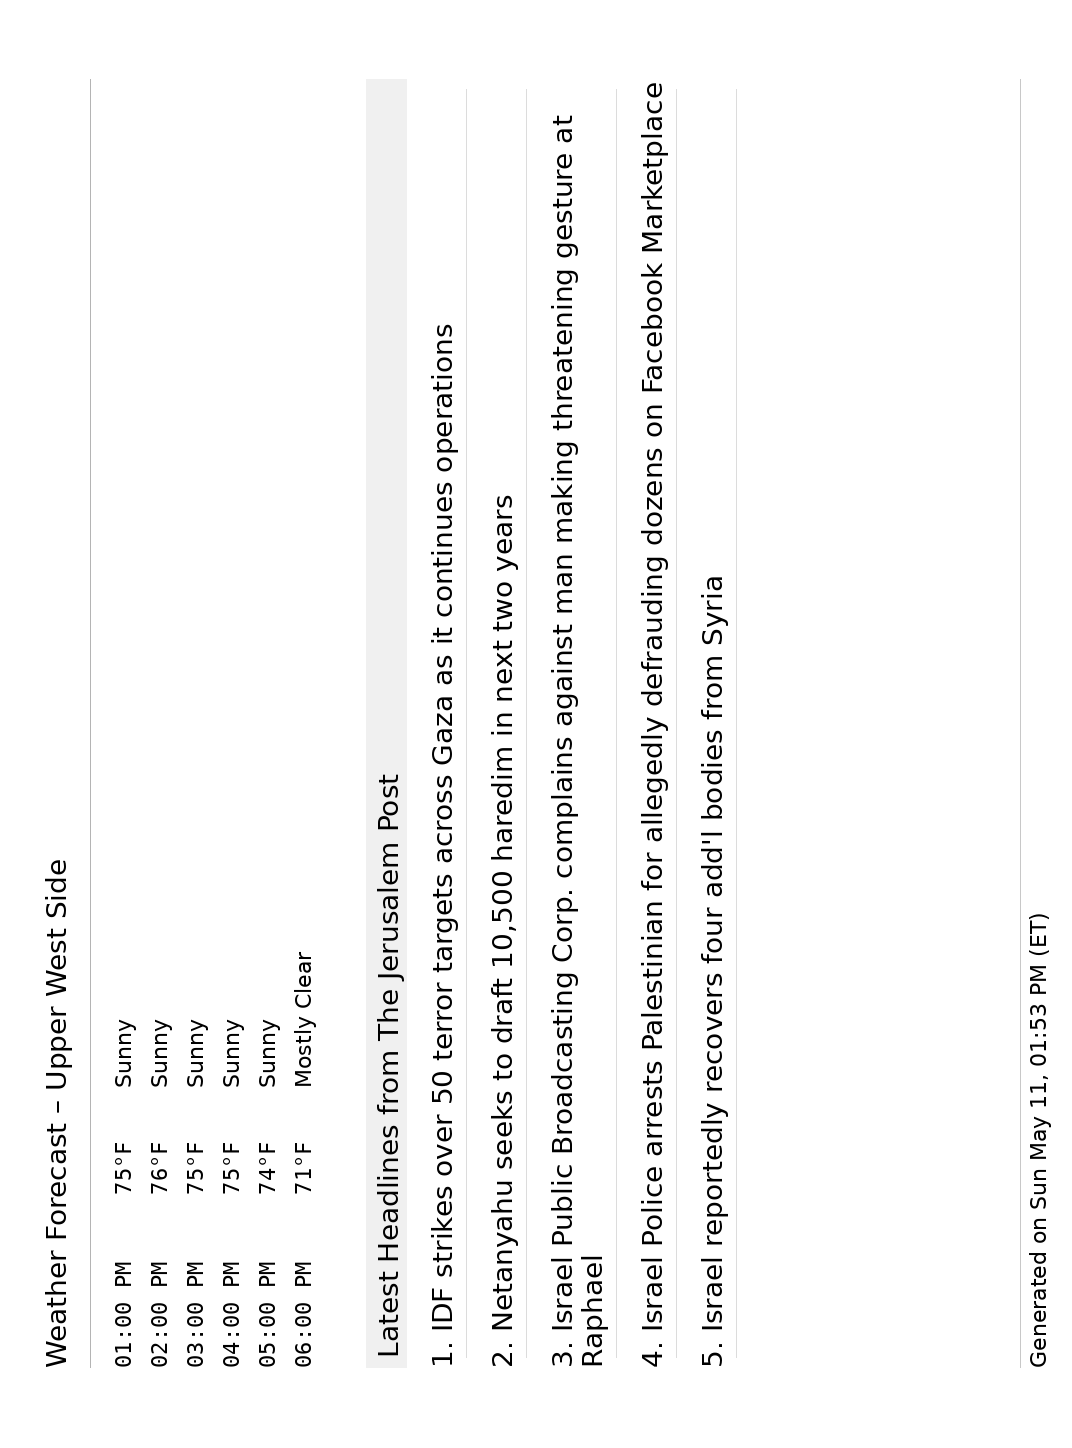 Weather Forecast – Upper West Side
01:00 PM 75°F Sunny
02:00 PM 76°F Sunny
03:00 PM 75°F Sunny
04:00 PM 75°F Sunny
05:00 PM 74°F Sunny
06:00 PM 71°F Mostly Clear
Latest Headlines from The Jerusalem Post
1. IDF strikes over 50 terror targets across Gaza as it continues operations
2. Netanyahu seeks to draft 10,500 haredim in next two years
3. Israel Public Broadcasting Corp. complains against man making threatening gesture at
Raphael
4. Israel Police arrests Palestinian for allegedly defrauding dozens on Facebook Marketplace
5. Israel reportedly recovers four add'l bodies from Syria
Generated on Sun May 11, 01:53 PM (ET)